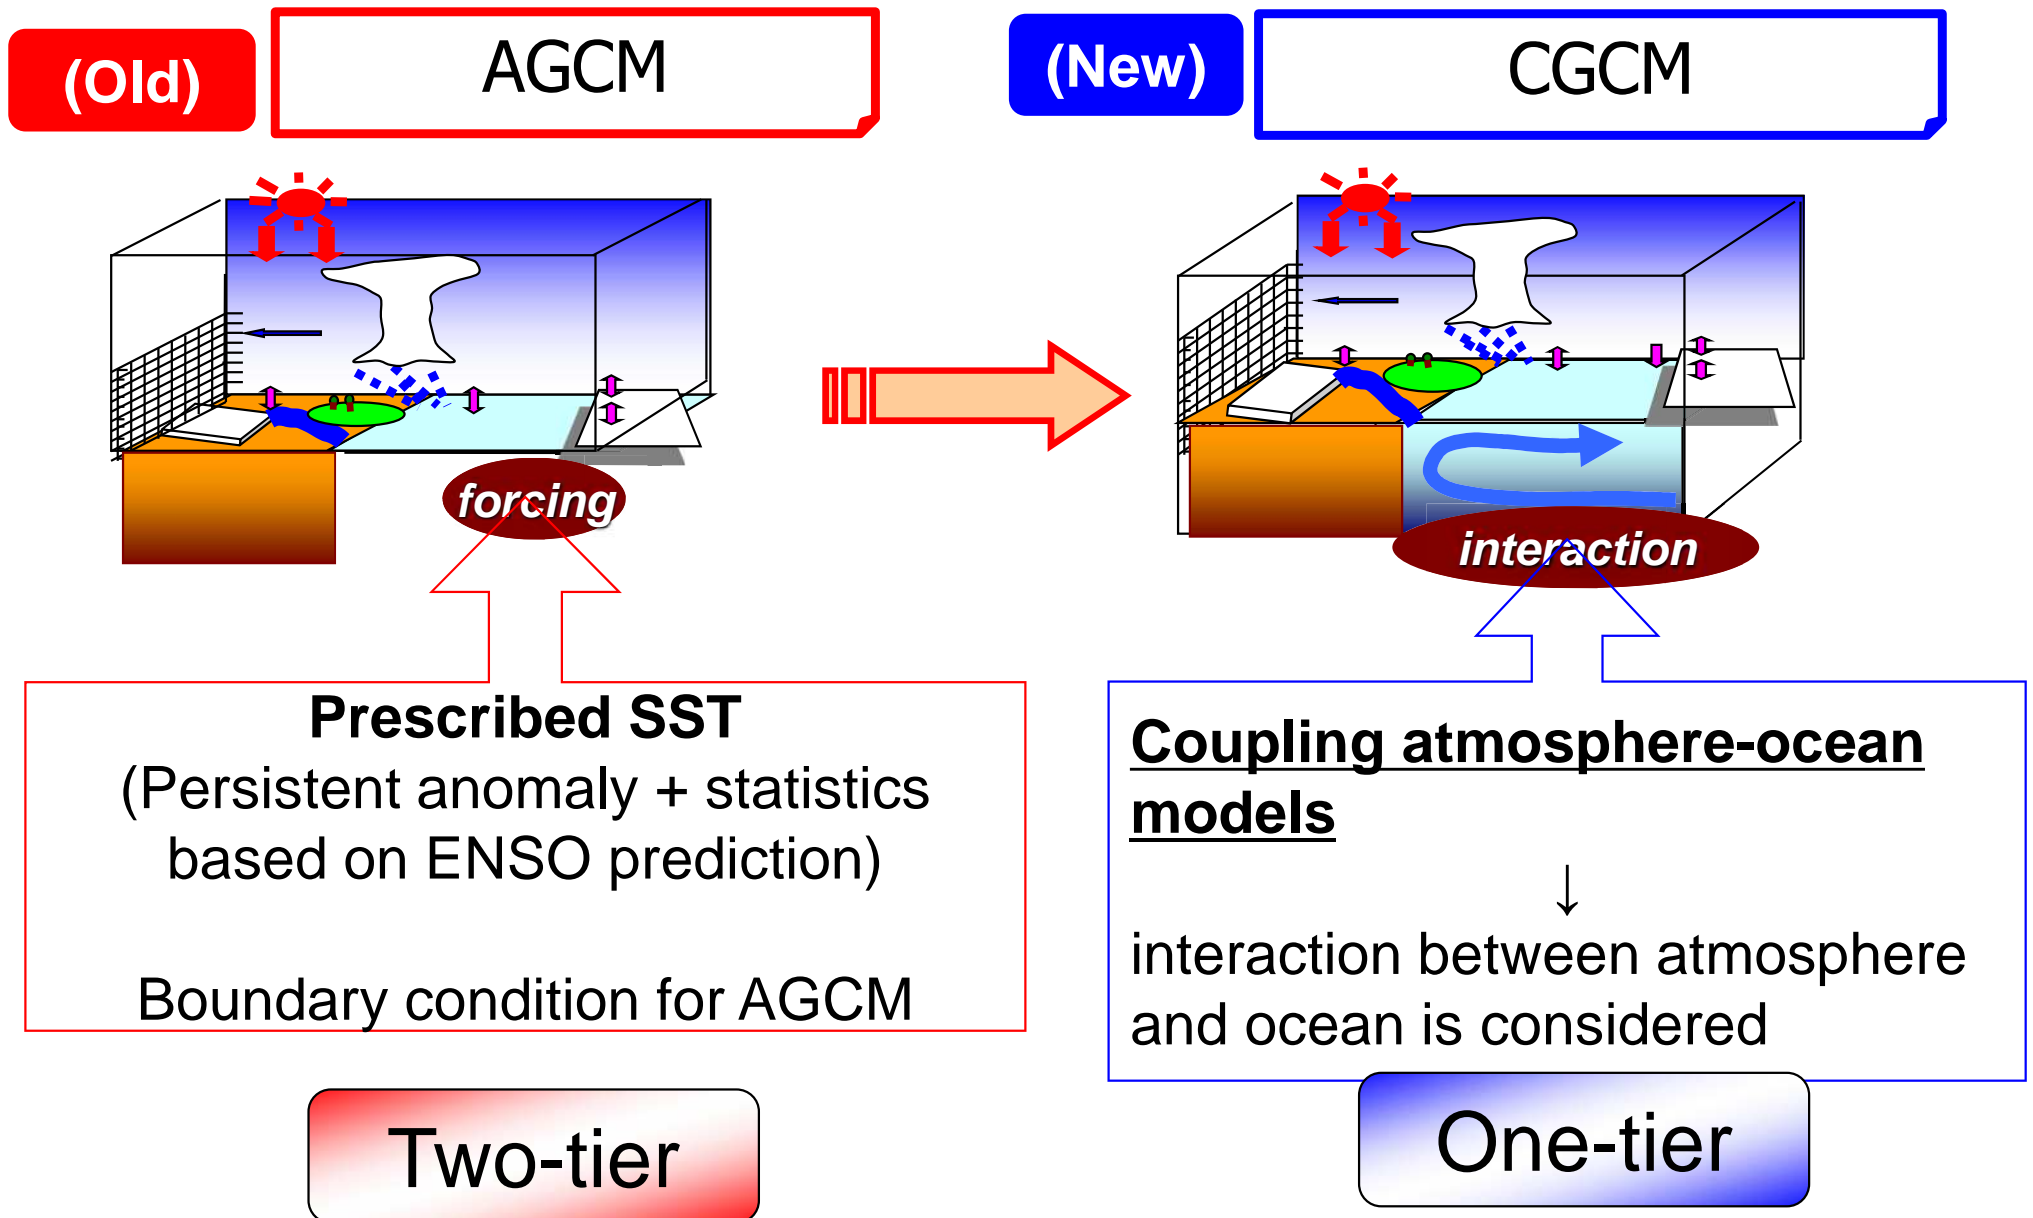 (Old)
AGCM
(New)
CGCM
forcing
interaction
Prescribed SST
(Persistent anomaly + statistics
based on ENSO prediction)
Boundary condition for AGCM
Two-tier
Coupling atmosphere-ocean
models
↓
interaction between atmosphere
and ocean is considered
One-tier